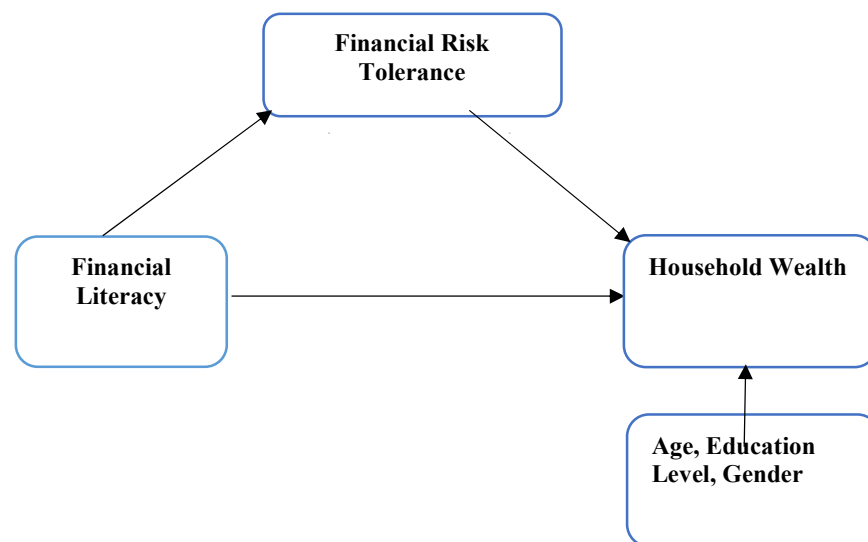 Financial Risk
Tolerance
Financial
Literacy
Household Wealth
Age, Education
Level, Gender